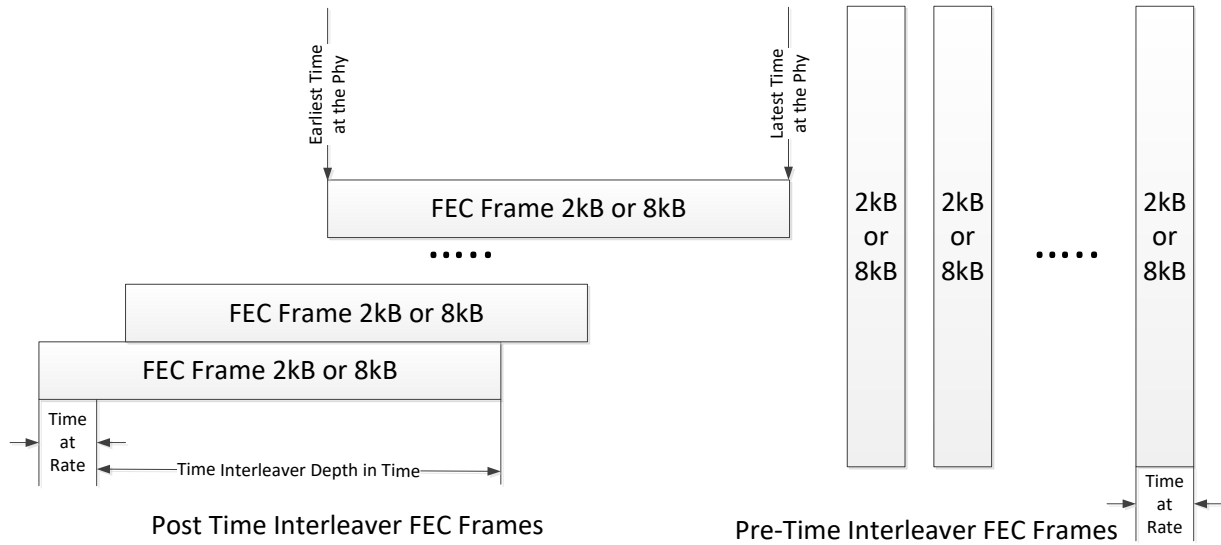 Earliest Time
at the Phy
Latest Time
at the Phy
FEC Frame 2kB or 8kB
.....
FEC Frame 2kB or 8kB
FEC Frame 2kB or 8kB
Time
at
Rate
Time Interleaver Depth in Time
Post Time Interleaver FEC Frames
2kB
or
8kB
2kB
or
8kB
.....
2kB
or
8kB
Time
at
Rate
Pre-Time Interleaver FEC Frames